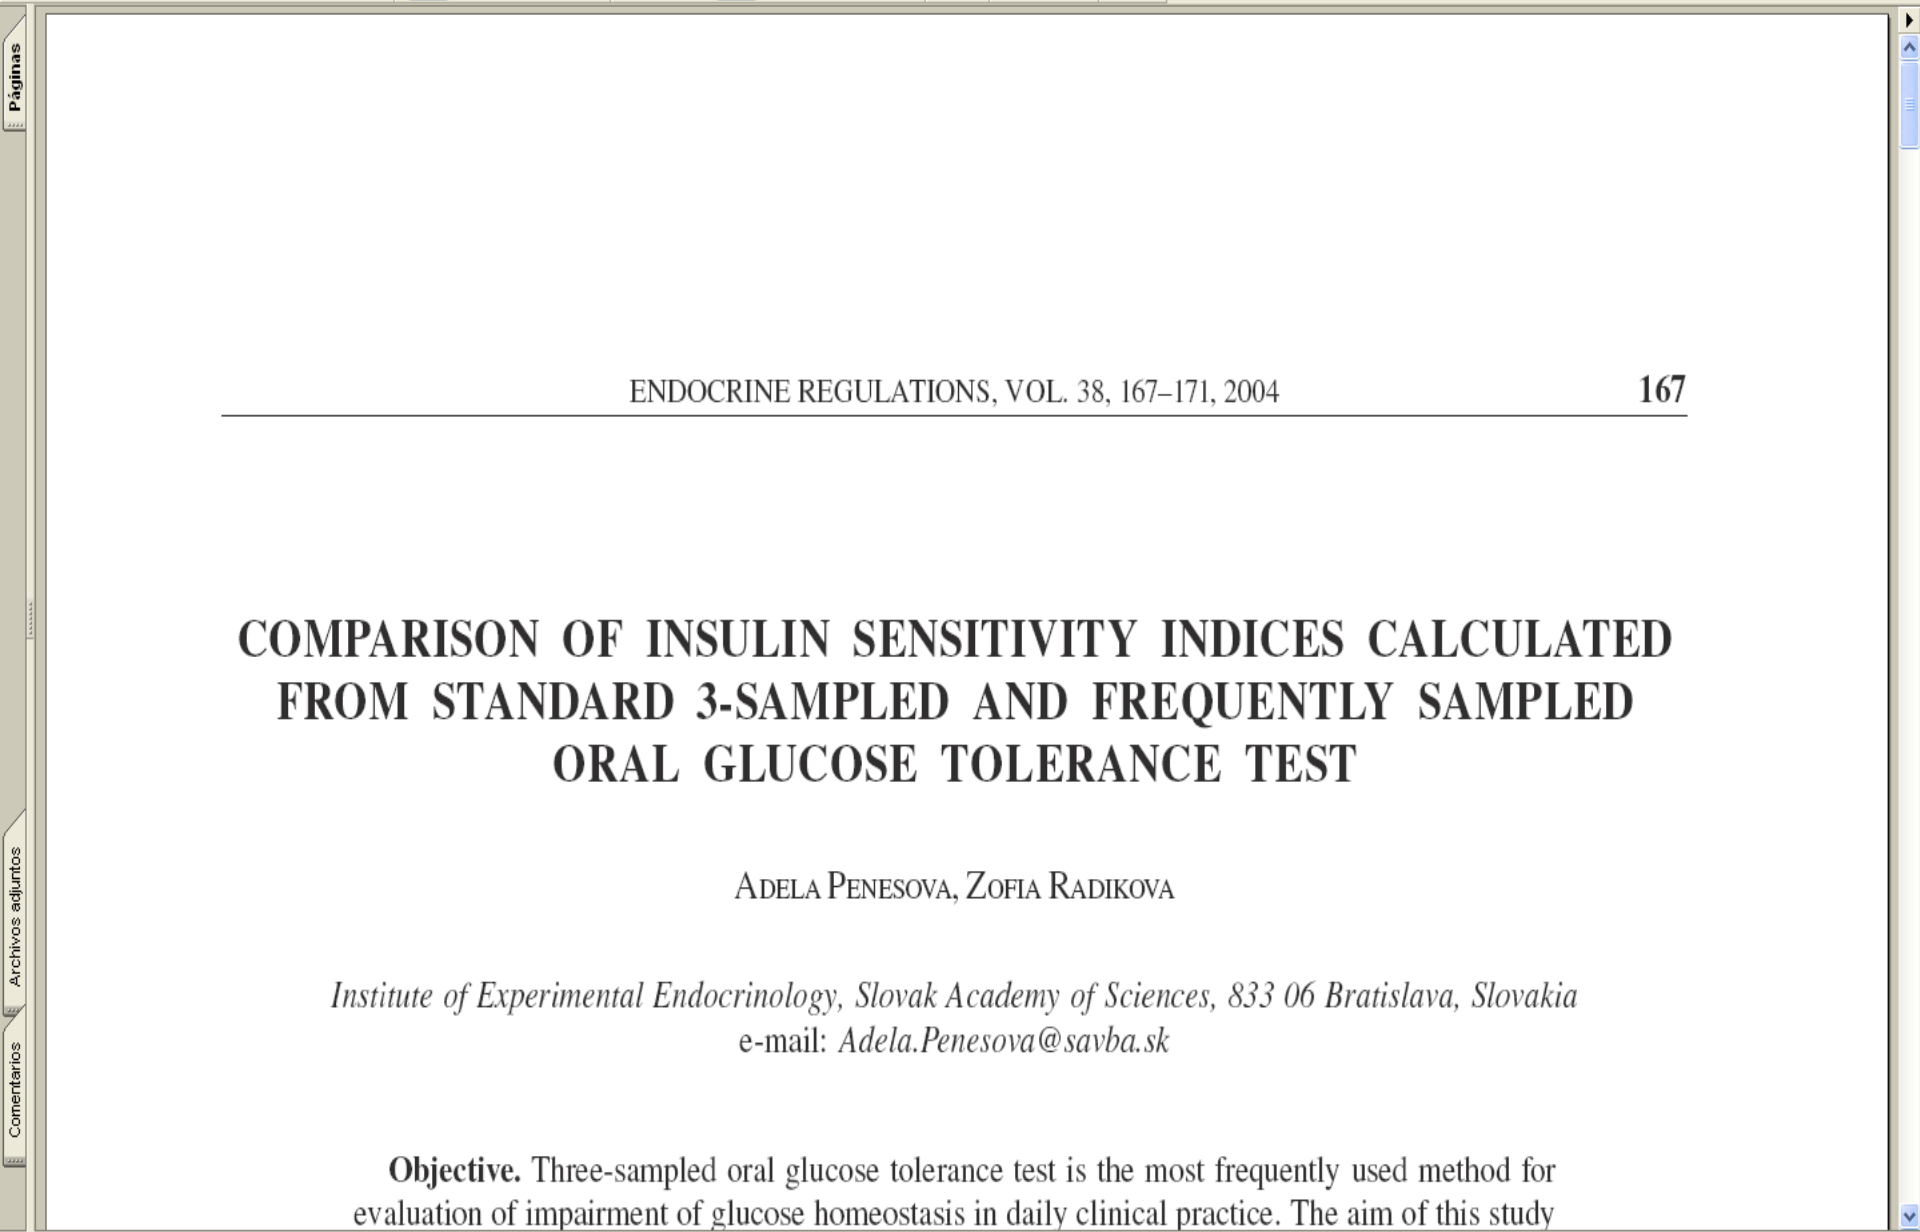 Páginas
ENDOCRINE REGULATIONS, VOL. 38, 167–171, 2004 167
COMPARISON OF INSULIN SENSITIVITY INDICES CALCULATED
FROM STANDARD 3-SAMPLED AND FREQUENTLY SAMPLED
ORAL GLUCOSE TOLERANCE TEST
ADELA PENESOVA, ZOFIA RADIKOVA
Institute of Experimental Endocrinology, Slovak Academy of Sciences, 833 06 Bratislava, Slovakia
e-mail: Adela.Penesova@savba.sk
Archivos adjuntos
Comentarios
Objective. Three-sampled oral glucose tolerance test is the most frequently used method for
evaluation of impairment of glucose homeostasis in daily clinical practice. The aim of this study